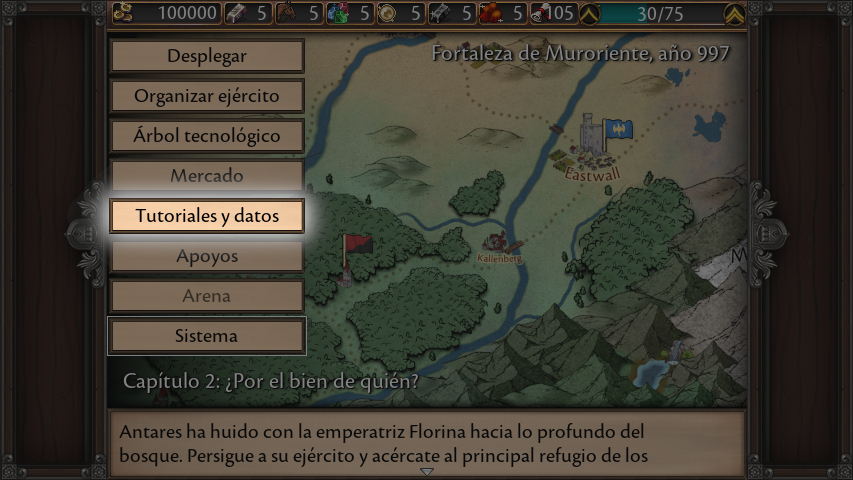 100000 5 5 5 5 5 5 105 30/75
Desplegar
Organizar ejército
Árbol tecnológico
Mercado
Tutoriales y datos
Apoyos
Arena
Sistema
Fortaleza de Muroriente, año 997
Eastwall
Kallenberg
M
Capítulo 2: ¿Por el bien de quién?
Antares ha huido con la emperatriz Florina hacia lo profundo del
bosque. Persigue a su ejército y acércate al principal refugio de los